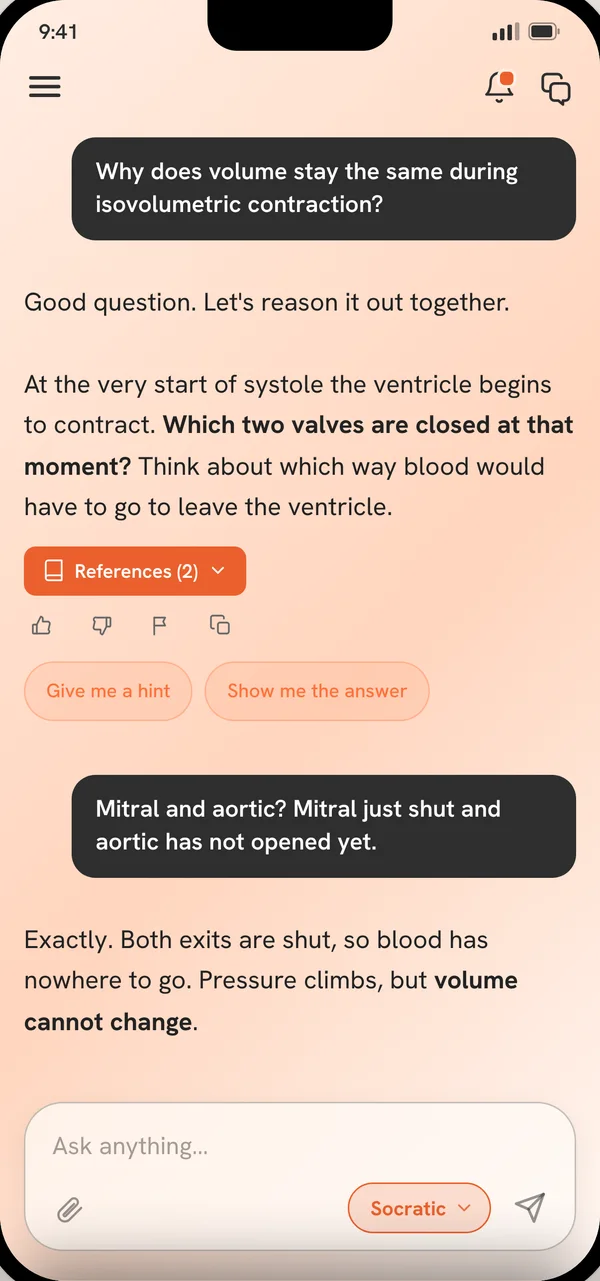 9:41
Why does volume stay the same during
isovolumetric contraction?
Good question. Let's reason it out together.
At the very start of systole the ventricle begins
to contract. Which two valves are closed at that
moment? Think about which way blood would
have to go to leave the ventricle.
References (2)
Give me a hint
Show me the answer
Mitral and aortic? Mitral just shut and
aortic has not opened yet.
Exactly. Both exits are shut, so blood has
nowhere to go. Pressure climbs, but volume
cannot change.
Ask anything...
Socratic